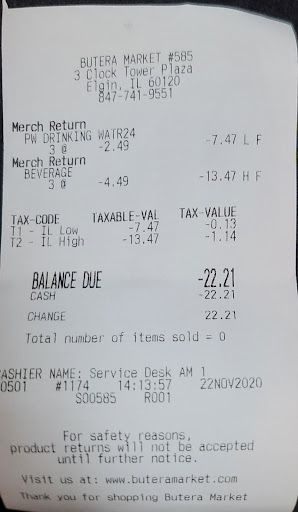 BUTERA MARKET #585
3 Clock Tower Plaza
Elgin, IL 60120
847-741-9551
Merch Return
PW DRINKING WATR24 -7.47 L F
3 @ -2.49
Merch Return
BEVERAGE -13.47 H F
3 @ -4.49
TAX-CODE TAXABLE-VAL TAX-VALUE
T1 - IL Low -7.47 -0.13
T2 - IL High -13.47 -1.14
BALANCE DUE -22.21
CASH -22.21
CHANGE 22.21
Total number of items sold = 0
CASHIER NAME: Service Desk AM 1
0501 #1174 14:13:57 22NOV2020
S00585 R001
For safety reasons,
product returns will not be accepted
until further notice.
Visit us at: www.buteramarket.com
Thank you for shopping Butera Market